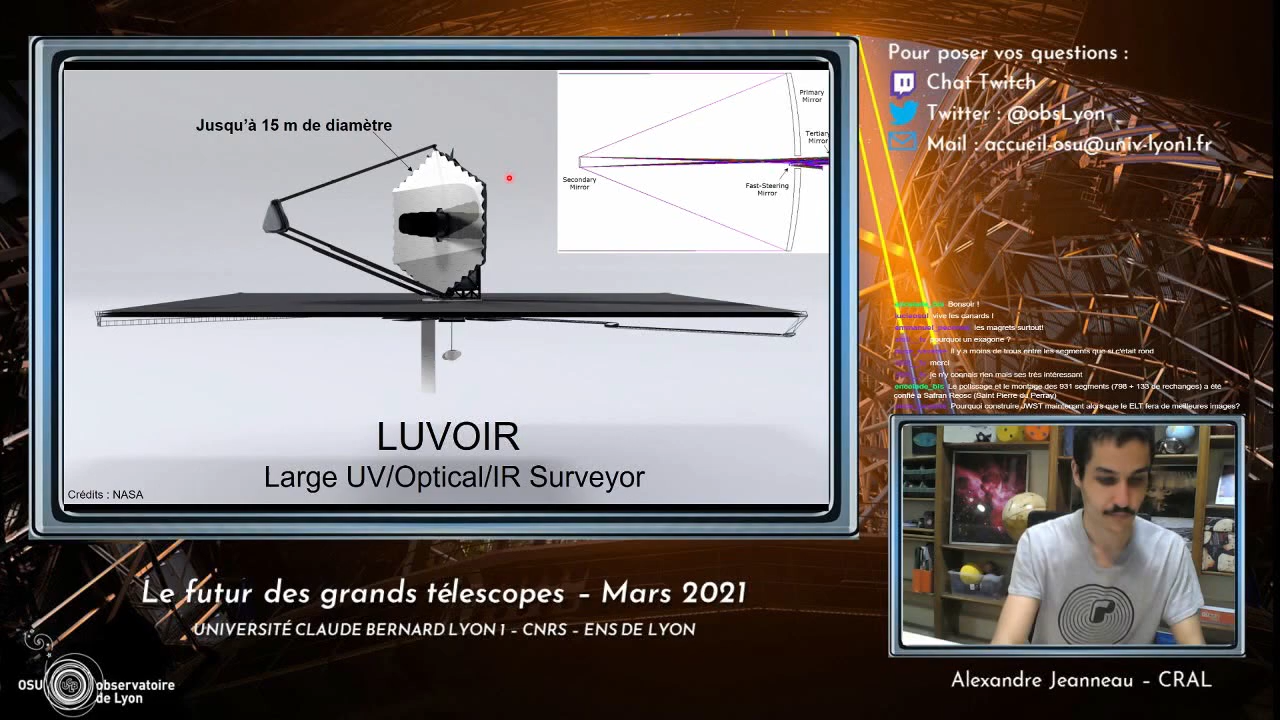 Jusqu'à 15 m de diamètre
Primary
Mirror
Tertiary
Mirror
Secondary
Mirror
Fast-Steering
Mirror
LUVOIR
Large UV/Optical/IR Surveyor
Crédits : NASA
Pour poser vos questions :
Chat Twitch
Twitter : @obsLyon_
Mail : accueil-osu@univ-lyon1.fr
Bonsoir !
vive les canards !
les magrets surtout!
pourquoi un exagone ?
Il y a moins de trous entre les segments que si c'était rond
merci
je n'y connais rien mais ses très intéressant
encelade_bis Le polissage et le montage des 931 segments (798 + 133 de rechanges) a été
confié à Safran Reosc (Saint Pierre du Perray)
Pourquoi construire JWST maintenant alors que le ELT fera de meilleures images?
Le futur des grands télescopes – Mars 2021
UNIVERSITÉ CLAUDE BERNARD LYON 1 – CNRS – ENS DE LYON
OSU observatoire
de Lyon
Alexandre Jeanneau – CRAL